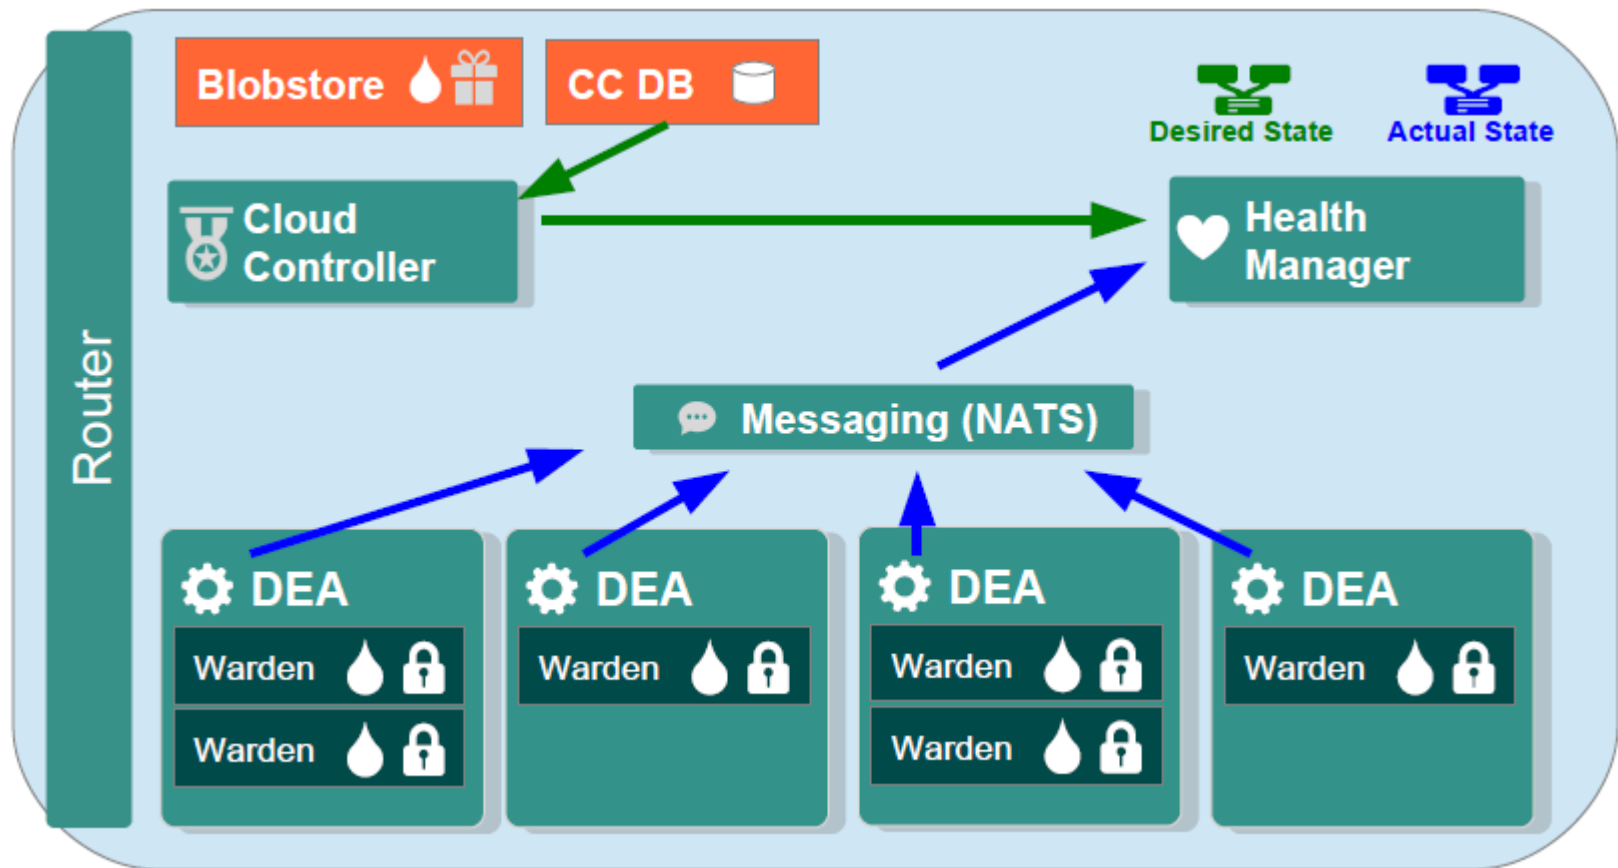 Blobstore
CC DB
Desired State
Actual State
Cloud
Controller
Health
Manager
Router
Messaging (NATS)
DEA
Warden
Warden
DEA
Warden
DEA
Warden
Warden
DEA
Warden